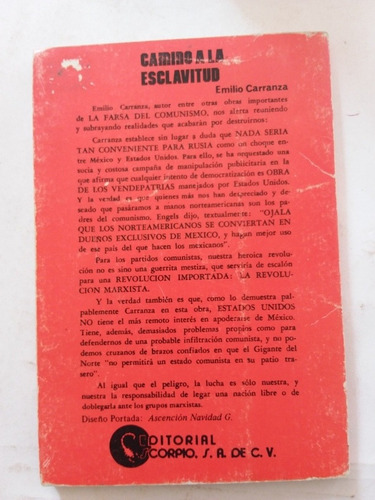 CAMINO A LA
ESCLAVITUD
Emilio Carranza
Emilio Carranza, autor entre otras obras importantes
de LA FARSA DEL COMUNISMO, nos alerta reuniendo
y subrayando realidades que acabarán por destruirnos:
Carranza establece sin lugar a duda que NADA SERIA
TAN CONVENIENTE PARA RUSIA como un choque en-
tre México y Estados Unidos. Para ello, se ha orquestado una
sucia y costosa campaña de manipulación publicitaria en la
que afirma que cualquier intento de democratización es OBRA
DE LOS VENDEPATRIAS manejados por Estados Unidos.
Y la verdad es que quienes más nos han despreciado y de-
seado que pasáramos a manos norteamericanas son los pa-
dres del comunismo. Engels dijo, textualmente: "OJALA
QUE LOS NORTEAMERICANOS SE CONVIERTAN EN
DUEÑOS EXCLUSIVOS DE MEXICO, y hagan mejor uso
de ese país del que hacen los mexicanos".
Para los partidos comunistas, nuestra heroica revolu-
ción no es sino una guerrita mestiza, que serviría de escalón
para una REVOLUCION IMPORTADA: LA REVOLU-
CION MARXISTA.
Y la verdad también es que, como lo demuestra pal-
pablemente Carranza en esta obra, ESTADOS UNIDOS
NO tiene el más remoto interés en apoderarse de México.
Tiene, además, demasiados problemas propios como para
defendernos de una probable infiltración comunista, y no po-
demos cruzarnos de brazos confiarlos en que el Gigante del
Norte "no permitirá un estado comunista en su patio tra-
sero".
Al igual que el peligro, la lucha es sólo nuestra, y
nuestra la responsabilidad de legar una nación libre o de
doblegarla ante los grupos marxistas.
Diseño Portada: Ascención Navidad G.
EDITORIAL
SCORPIO, S. A. DE C. V.